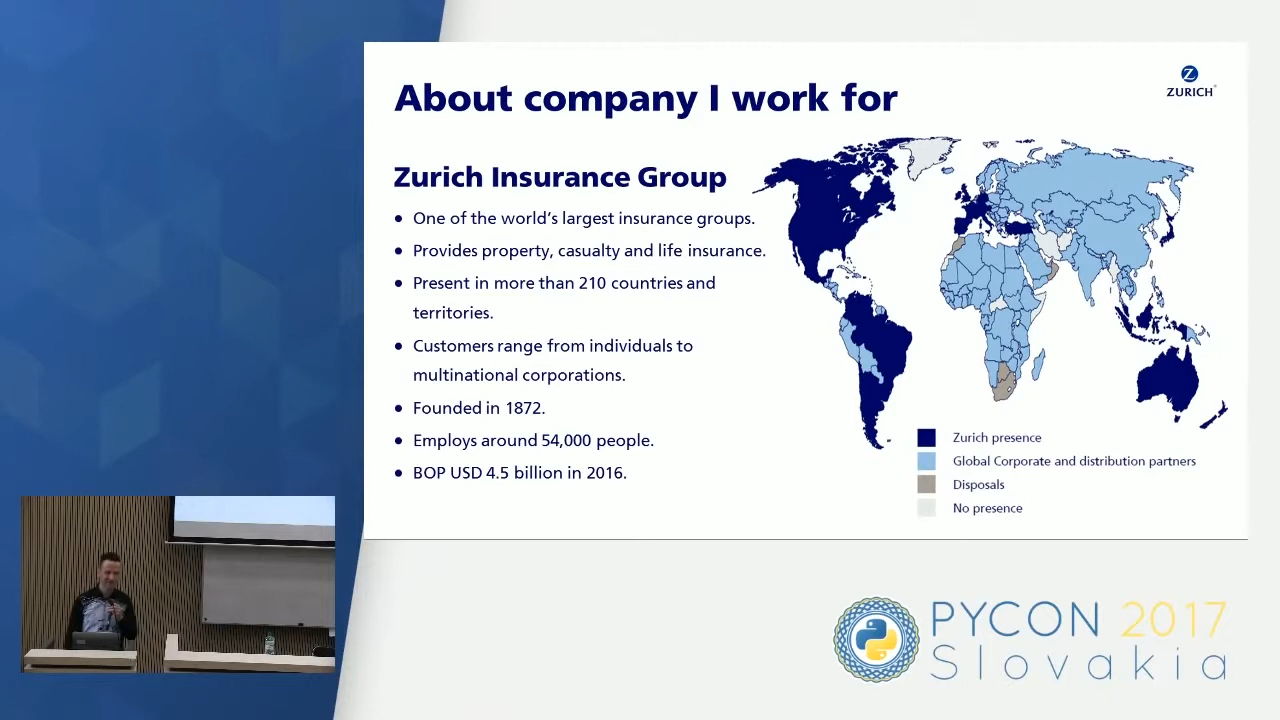 About company I work for
Z
ZURICH
Zurich Insurance Group
• One of the world's largest insurance groups.
• Provides property, casualty and life insurance.
• Present in more than 210 countries and
territories.
• Customers range from individuals to
multinational corporations.
• Founded in 1872.
• Employs around 54,000 people.
• BOP USD 4.5 billion in 2016.
Zurich presence
Global Corporate and distribution partners
Disposals
No presence
PYCON 2017
Slovakia